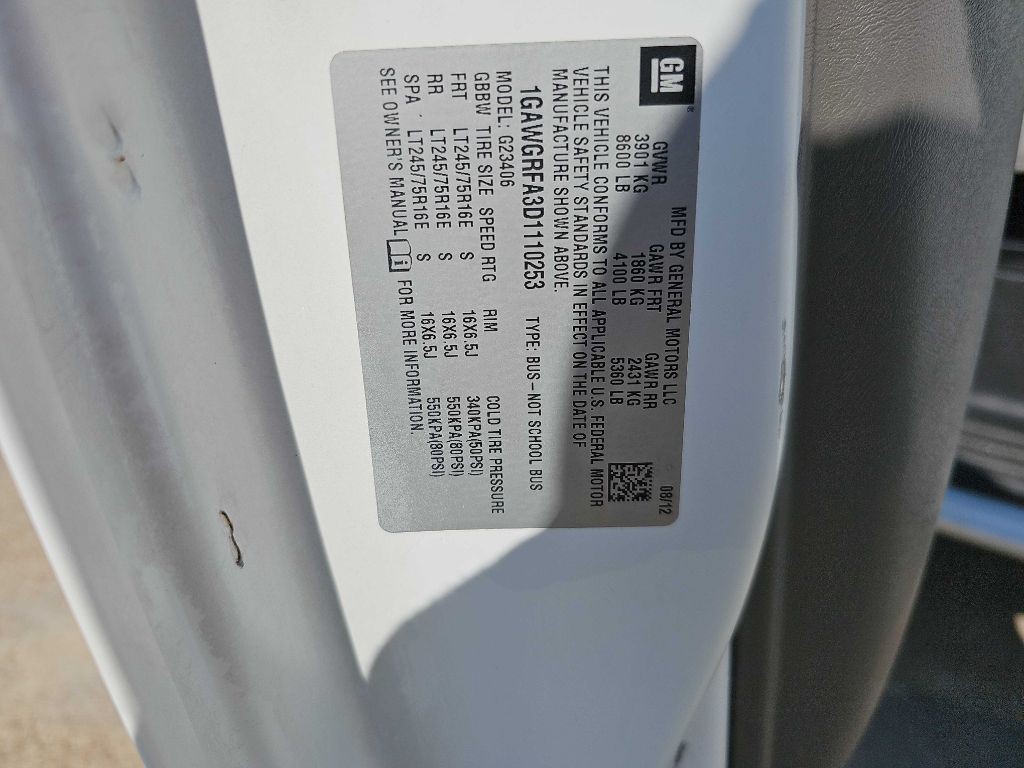 GM ®
MFD BY GENERAL MOTORS LLC 08/12
GVWR GAWR FRT GAWR RR
3901 KG 1860 KG 2431 KG
8600 LB 4100 LB 5360 LB
THIS VEHICLE CONFORMS TO ALL APPLICABLE U.S. FEDERAL MOTOR
VEHICLE SAFETY STANDARDS IN EFFECT ON THE DATE OF
MANUFACTURE SHOWN ABOVE.
1GAWGRFA3D1110253 TYPE: BUS–NOT SCHOOL BUS
MODEL: G23406
GBBW TIRE SIZE SPEED RTG RIM COLD TIRE PRESSURE
FRT LT245/75R16E S 16X6.5J 340KPA(50PSI)
RR LT245/75R16E S 16X6.5J 550KPA(80PSI)
SPA LT245/75R16E S 16X6.5J 550KPA(80PSI)
SEE OWNER'S MANUAL i FOR MORE INFORMATION.